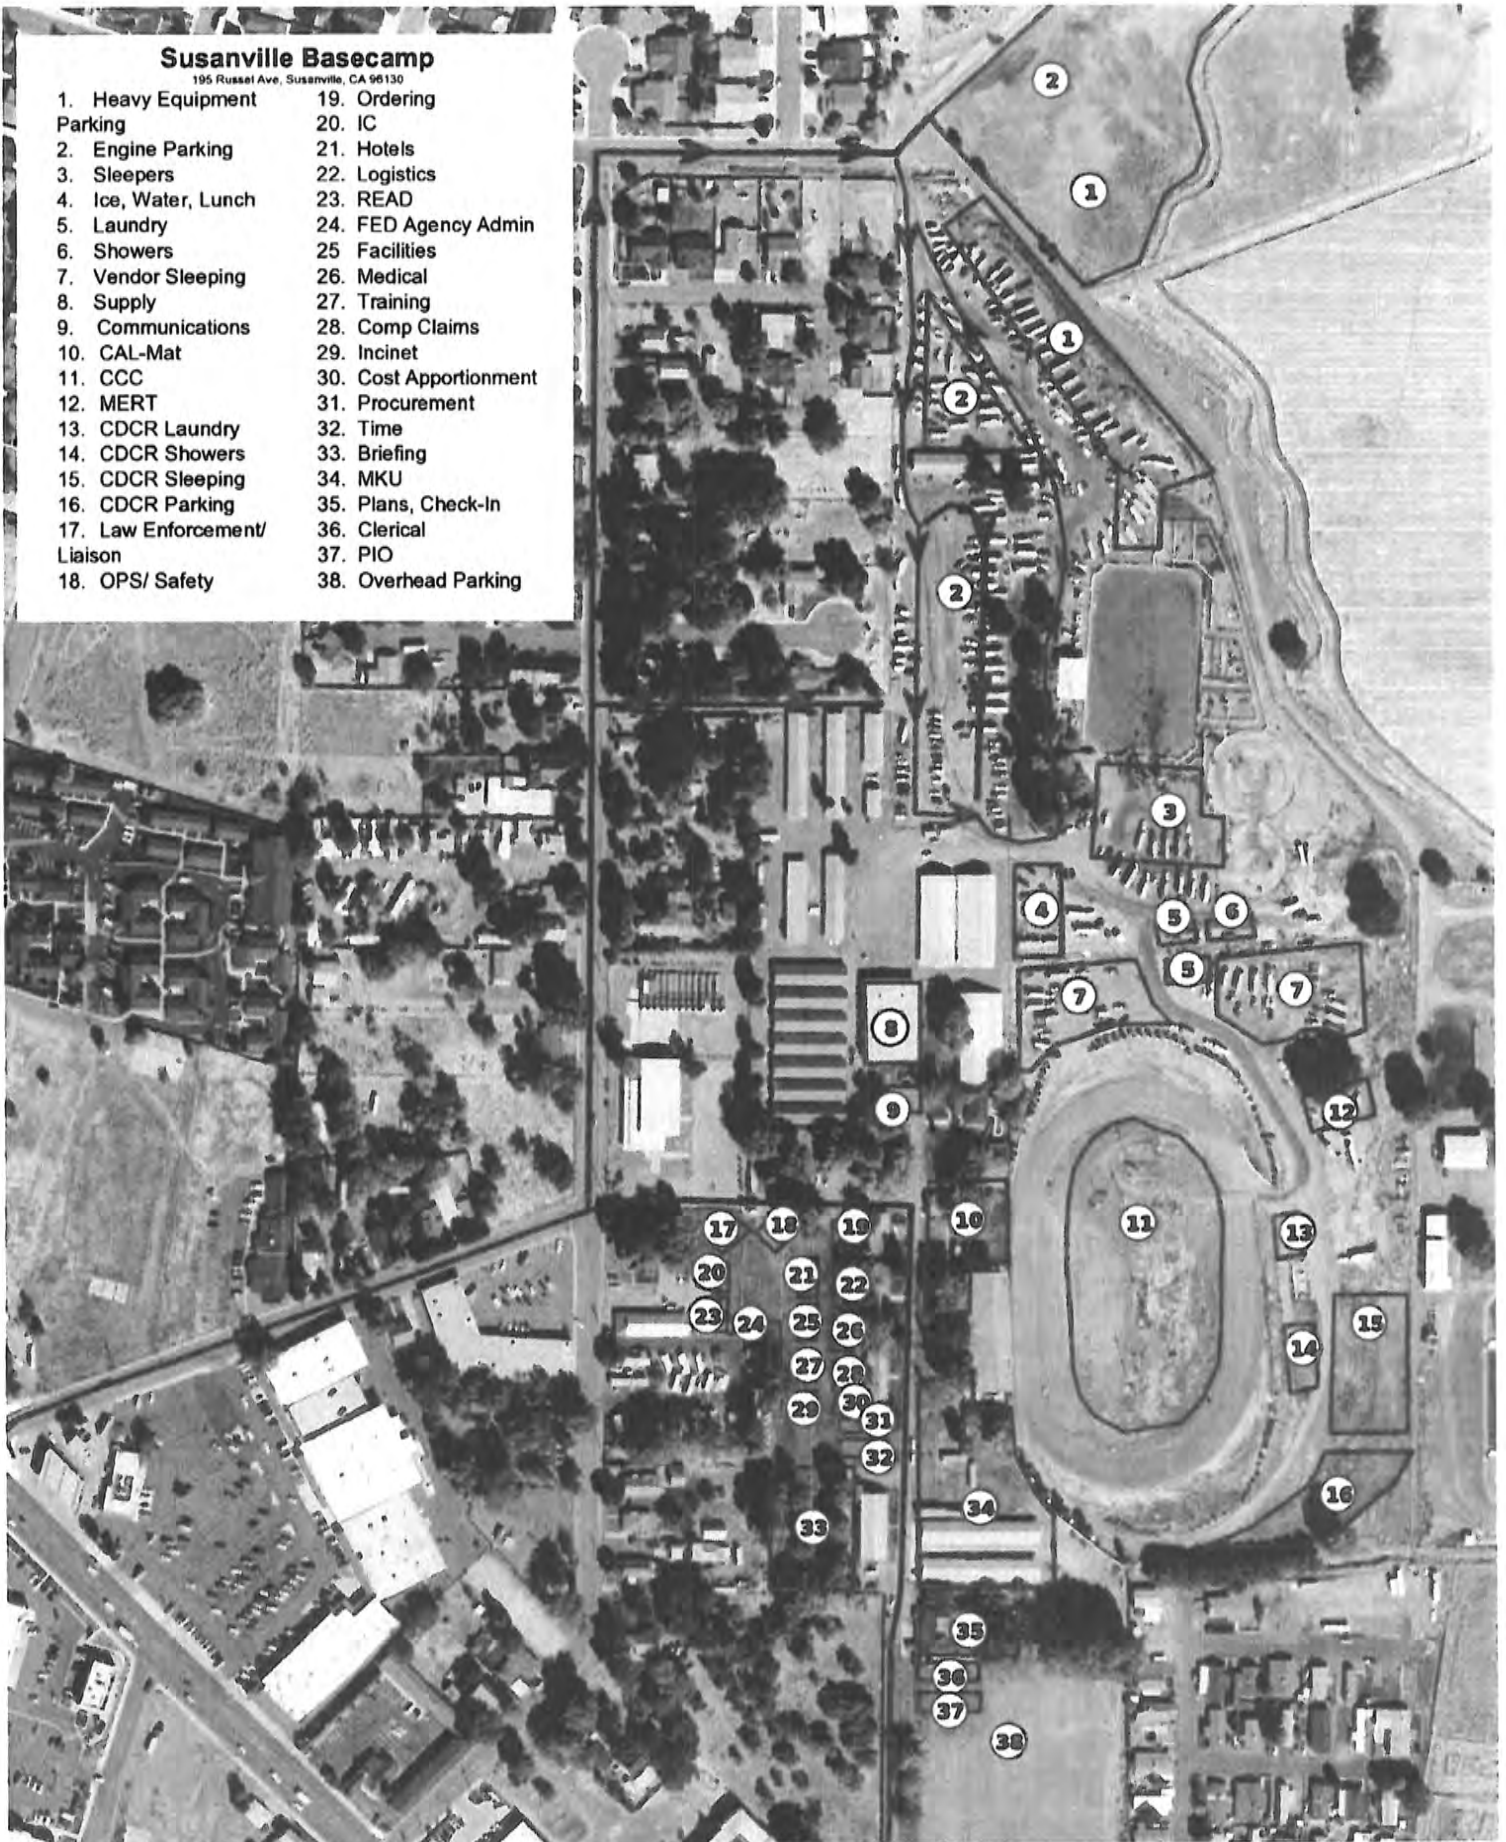 Susanville Basecamp
195 Russel Ave, Susanville, CA 96130
1. Heavy Equipment
Parking
2. Engine Parking
3. Sleepers
4. Ice, Water, Lunch
5. Laundry
6. Showers
7. Vendor Sleeping
8. Supply
9. Communications
10. CAL-Mat
11. CCC
12. MERT
13. CDCR Laundry
14. CDCR Showers
15. CDCR Sleeping
16. CDCR Parking
17. Law Enforcement/
Liaison
18. OPS/ Safety
19. Ordering
20. IC
21. Hotels
22. Logistics
23. READ
24. FED Agency Admin
25 Facilities
26. Medical
27. Training
28. Comp Claims
29. Incinet
30. Cost Apportionment
31. Procurement
32. Time
33. Briefing
34. MKU
35. Plans, Check-In
36. Clerical
37. PIO
38. Overhead Parking
2
1
1
2
2
3
4
5
6
5
7
7
8
9
12
10
11
17
18
19
13
20
21
22
23
24
25
26
15
14
27
28
29
30
31
32
16
34
33
35
36
37
38